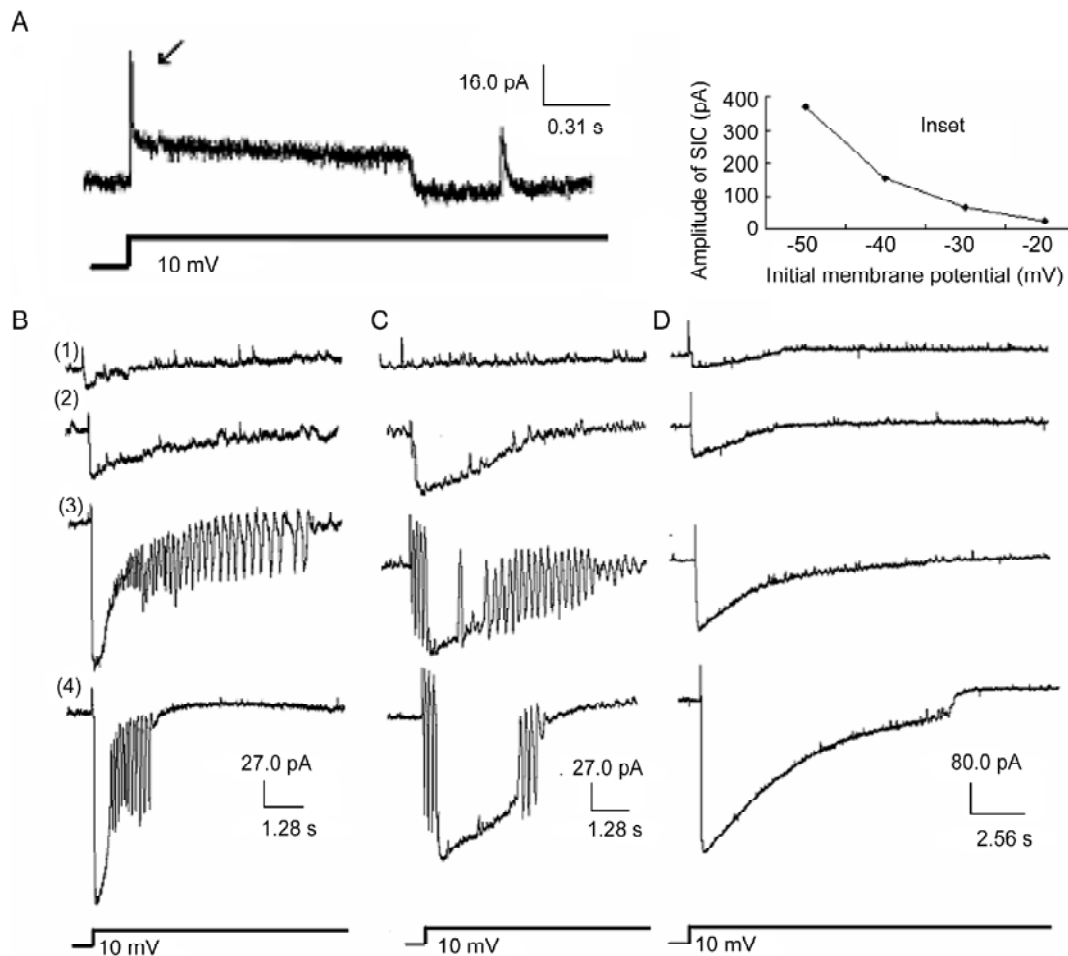 A
16.0 pA
0.31 s
10 mV
Amplitude of SIC (pA)
400
300
200
100
0
Inset
-50
-40
-30
-20
Initial membrane potential (mV)
B
C
D
(1)
(2)
(3)
(4)
27.0 pA
1.28 s
27.0 pA
1.28 s
80.0 pA
2.56 s
10 mV
10 mV
10 mV